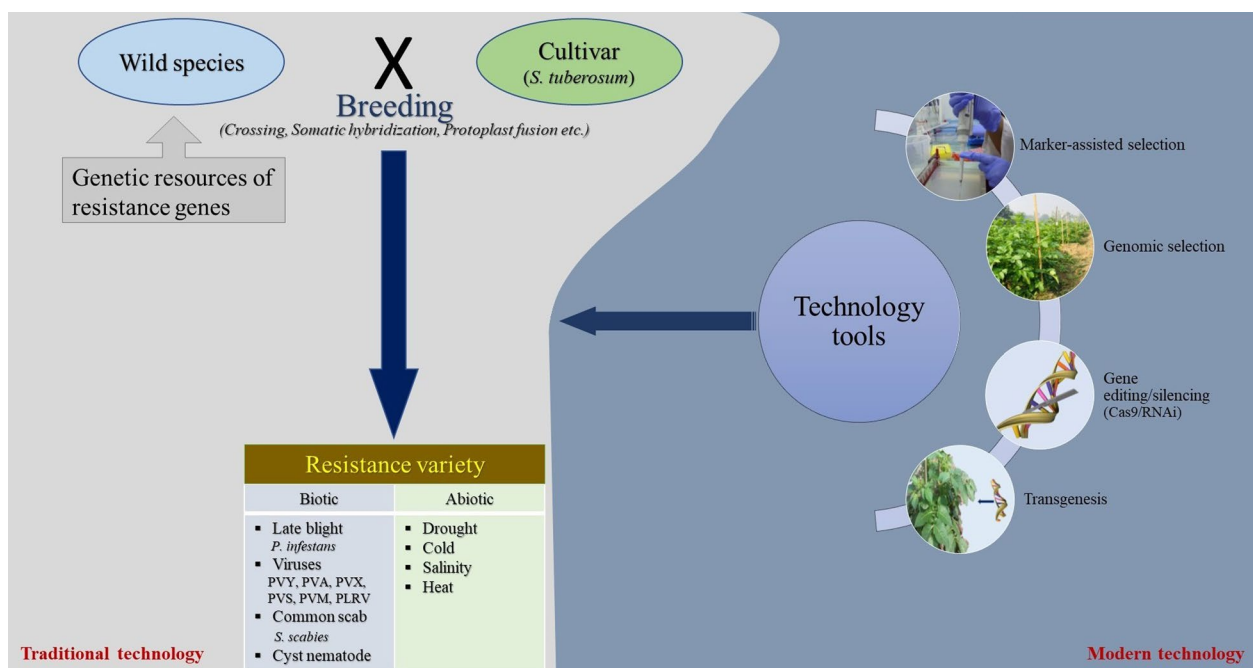 Wild species
X
Cultivar
(S. tuberosum)
Breeding
(Crossing, Somatic hybridization, Protoplast fusion etc.)
Genetic resources of
resistance genes
Resistance variety
Biotic
▪ Late blight
P. infestans
▪ Viruses
PVY, PVA, PVX,
PVS, PVM, PLRV
▪ Common scab
S. scabies
▪ Cyst nematode
Abiotic
▪ Drought
▪ Cold
▪ Salinity
▪ Heat
Traditional technology
Technology
tools
Marker-assisted selection
Genomic selection
Gene
editing/silencing
(Cas9/RNAi)
Transgenesis
Modern technology